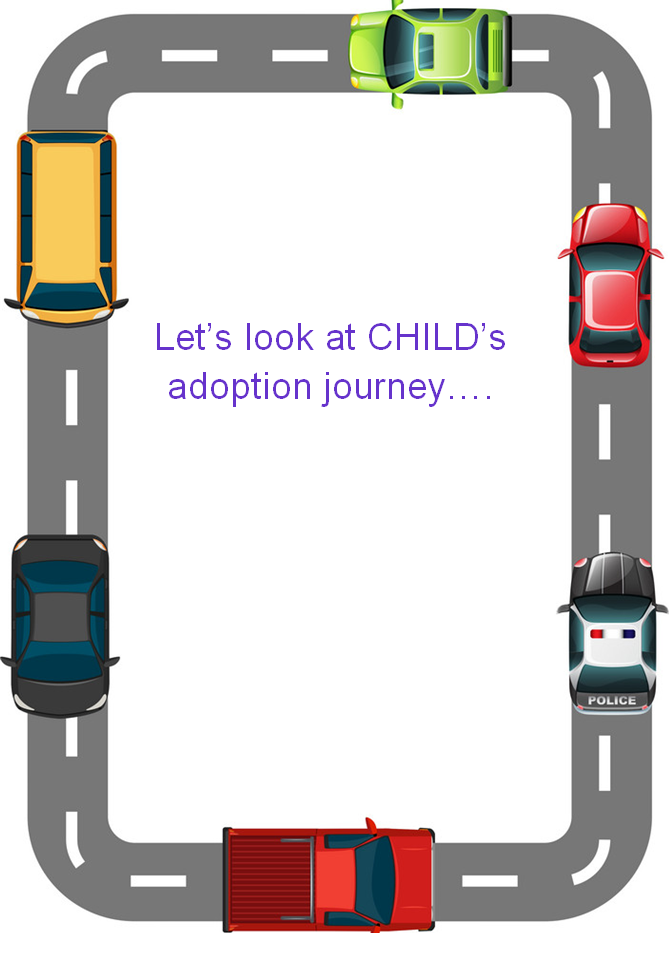 Let’s look at CHILD’s
adoption journey….
POLICE